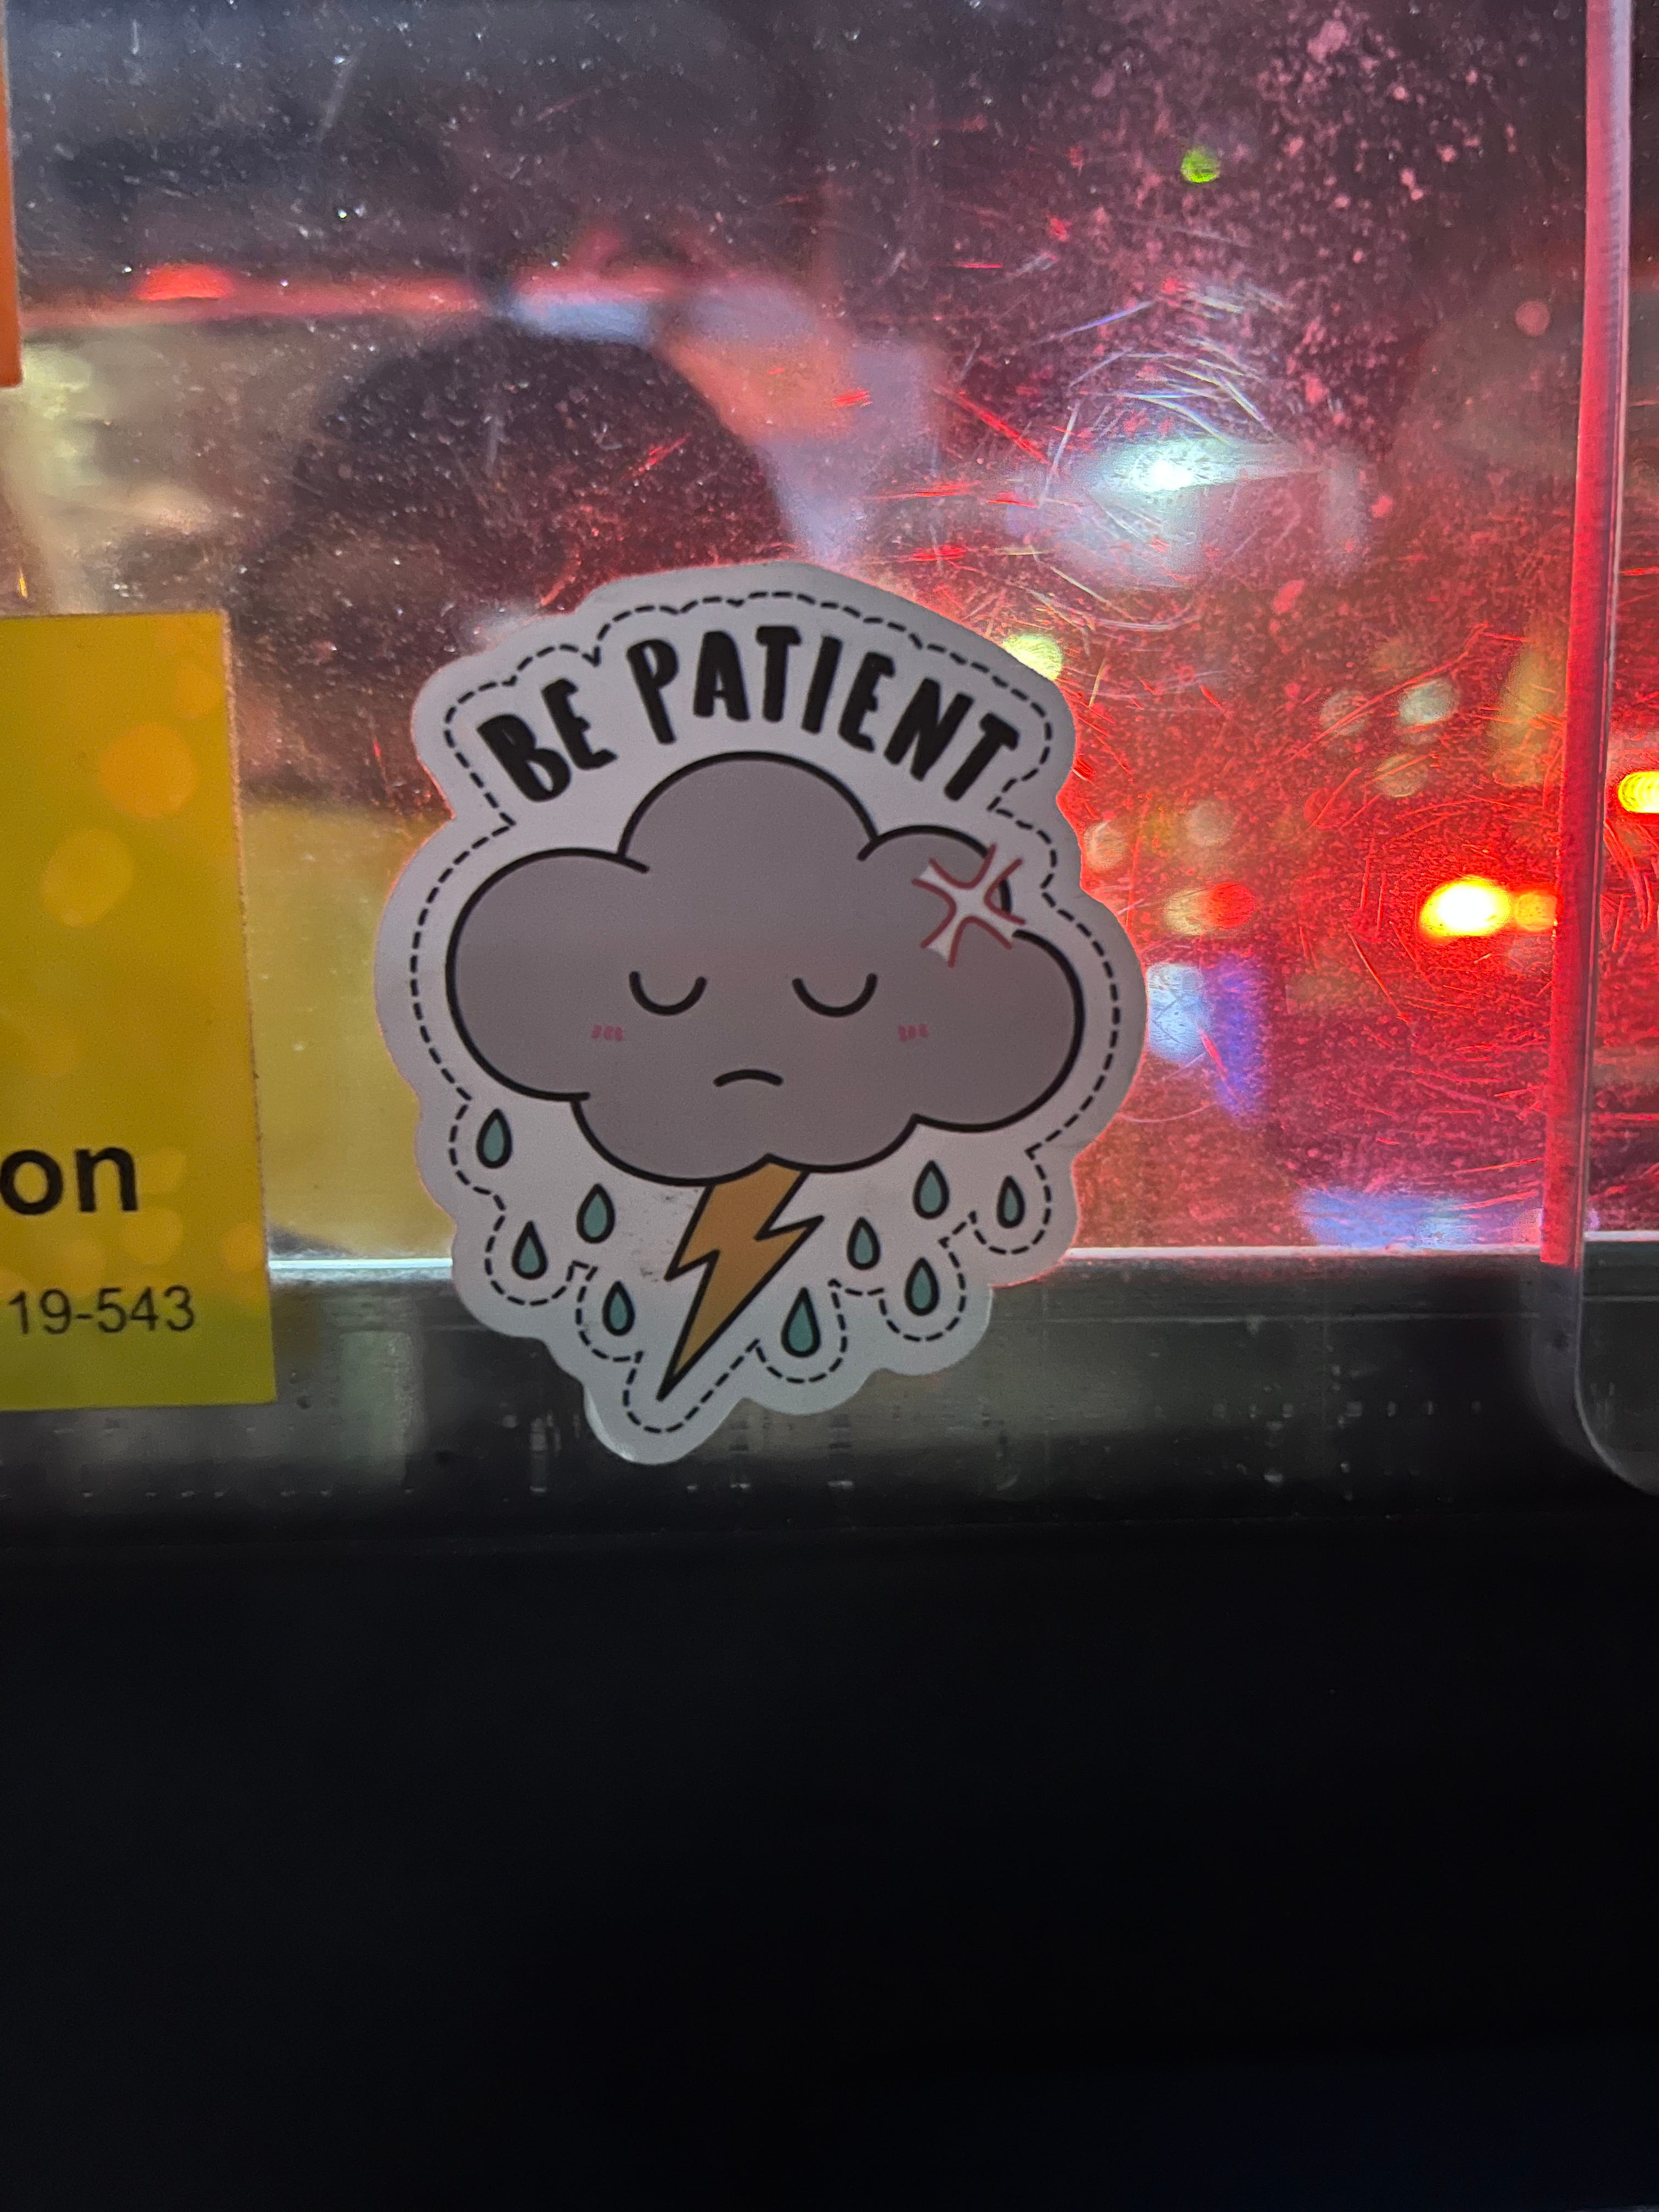 BE PATIENT
on
19-543